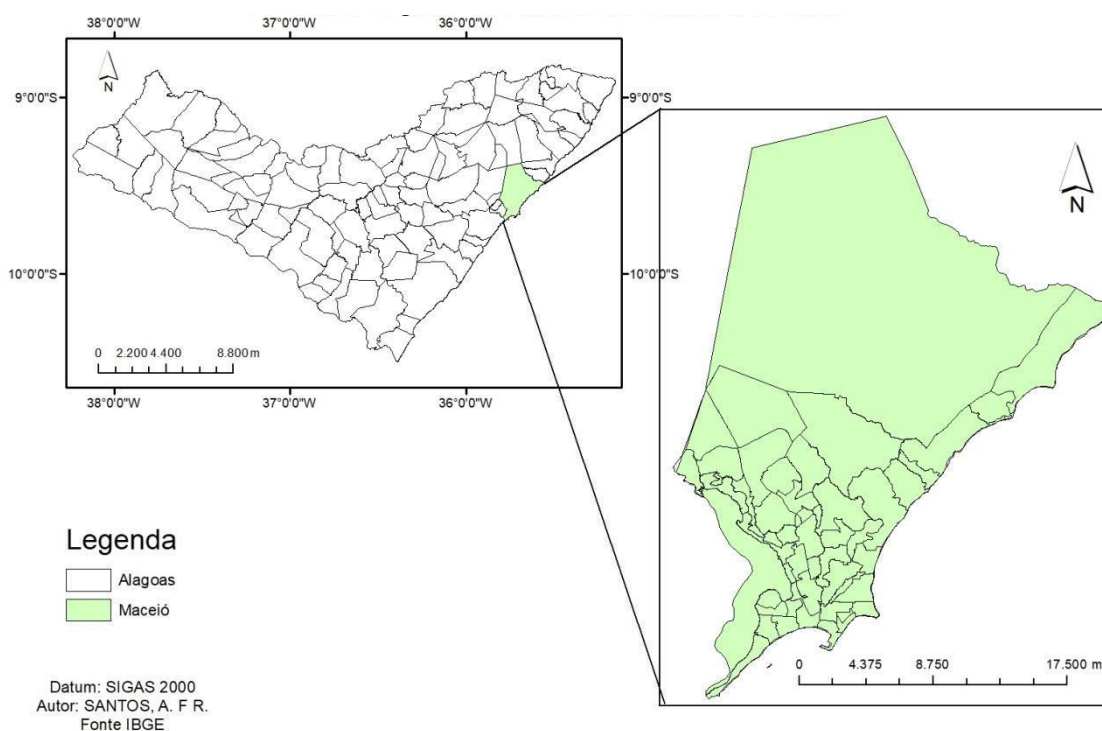 38°0'0"W 37°0'0"W 36°0'0"W
N
9°0'0"S 9°0'0"S
10°0'0"S 10°0'0"S
0 2.200 4.400 8.800 m
38°0'0"W 37°0'0"W 36°0'0"W
N
0 4.375 8.750 17.500 m
Legenda
Alagoas
Maceió
Datum: SIGAS 2000
Autor: SANTOS, A. F R.
Fonte IBGE